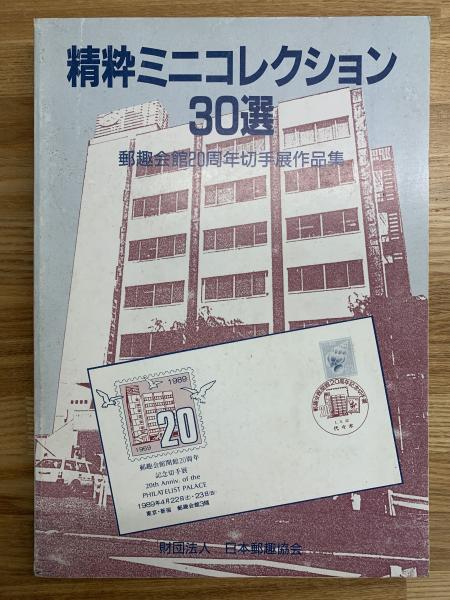 精粋ミニコレクション
30選
郵趣会館20周年切手展作品集
1969
20
1989
郵趣会館開館20周年
記念切手展
20th Anniv. of the
PHILATELIST PALACE
1989年4月22日(土)・23日(日)
東京・新宿 郵趣会館3階
代々木
財団法人 日本郵趣協会